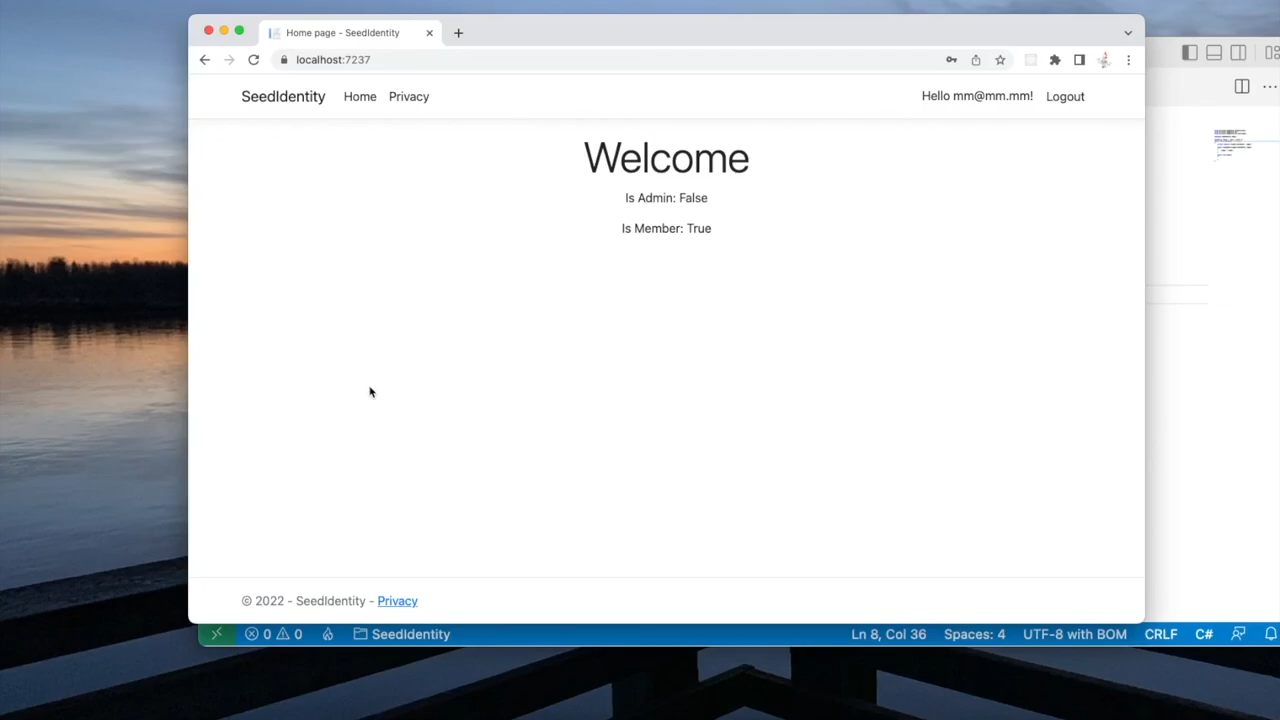 Home page - SeedIdentity
localhost:7237
SeedIdentity Home Privacy Hello mm@mm.mm! Logout
Welcome
Is Admin: False
Is Member: True
© 2022 - SeedIdentity - Privacy
0 0 SeedIdentity Ln 8, Col 36 Spaces: 4 UTF-8 with BOM CRLF C#